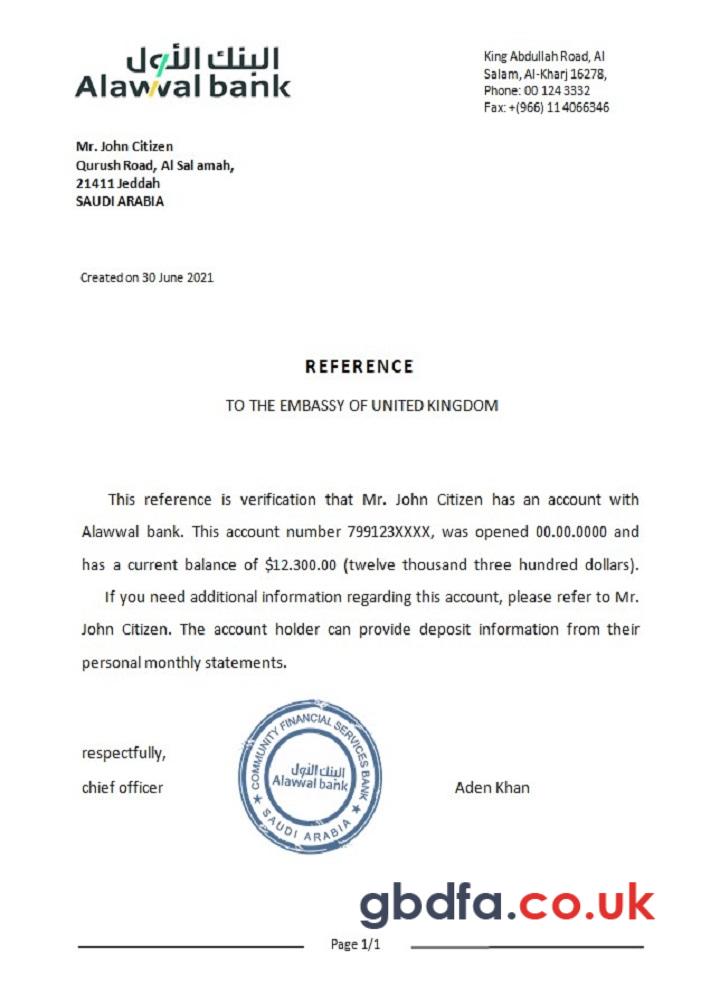 البنك الأول
Alawwal bank
King Abdullah Road, Al
Salam, Al-Kharj 16278,
Phone: 00 124 3332
Fax: +(966) 11 4066346
Mr. John Citizen
Qurush Road, Al Sal amah,
21411 Jeddah
SAUDI ARABIA
Created on 30 June 2021
REFERENCE
TO THE EMBASSY OF UNITED KINGDOM
This reference is verification that Mr. John Citizen has an account with
Alawwal bank. This account number 799123XXXX, was opened 00.00.0000 and
has a current balance of $12.300.00 (twelve thousand three hundred dollars).
If you need additional information regarding this account, please refer to Mr.
John Citizen. The account holder can provide deposit information from their
personal monthly statements.
respectfully,
chief officer
COMMUNITY FINANCIAL SERVICES BANK
البنك الأول
Alawwal bank
★ SAUDI ARABIA ★
Aden Khan
gbdfa.co.uk
Page 1/1